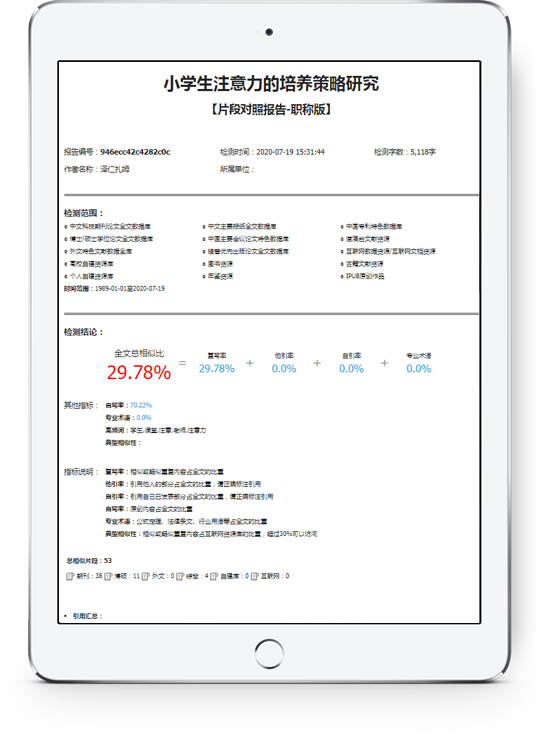 小学生注意力的培养策略研究
【片段对照报告-职称版】
报告编号：946ecc42c4282c0c 检测时间：2020-07-19 15:31:44 检测字数：5,118字
作者名称：泽仁扎姆 所属单位：
检测范围：
中文科技期刊论文全文数据库 中文主要报纸全文数据库 中国专利特色数据库
博士/硕士学位论文全文数据库 中国主要会议论文特色数据库 港澳台文献资源
外文特色文献数据全库 维普优先出版论文全文数据库 互联网数据资源/互联网文档资源
高校自建资源库 图书资源 古籍文献资源
个人自建资源库 年鉴资源 IPUB原创作品
时间范围：1989-01-01至2020-07-19
检测结论：
全文总相似比 复写率 他引率 自引率 专业术语
29.78% = 29.78% + 0.0% + 0.0% + 0.0%
其他指标： 自写率：70.22%
专业术语：0.0%
高频词：学生,课堂,注意,老师,注意力
典型相似性：
指标说明： 复写率：相似或疑似重复内容占全文的比重
他引率：引用他人的部分占全文的比重，请正确标注引用
自引率：引用自己已发表部分占全文的比重，请正确标注引用
自写率：原创内容占全文的比重
专业术语：公式定理、法律条文、行业用语等占全文的比重
典型相似性：相似或疑似重复内容占互联网资源库的比重，超过30%可以访问
总相似片段：53
期刊：38 博硕：11 外文：0 综合：4 自建库：0 互联网：0
• 引用汇总：